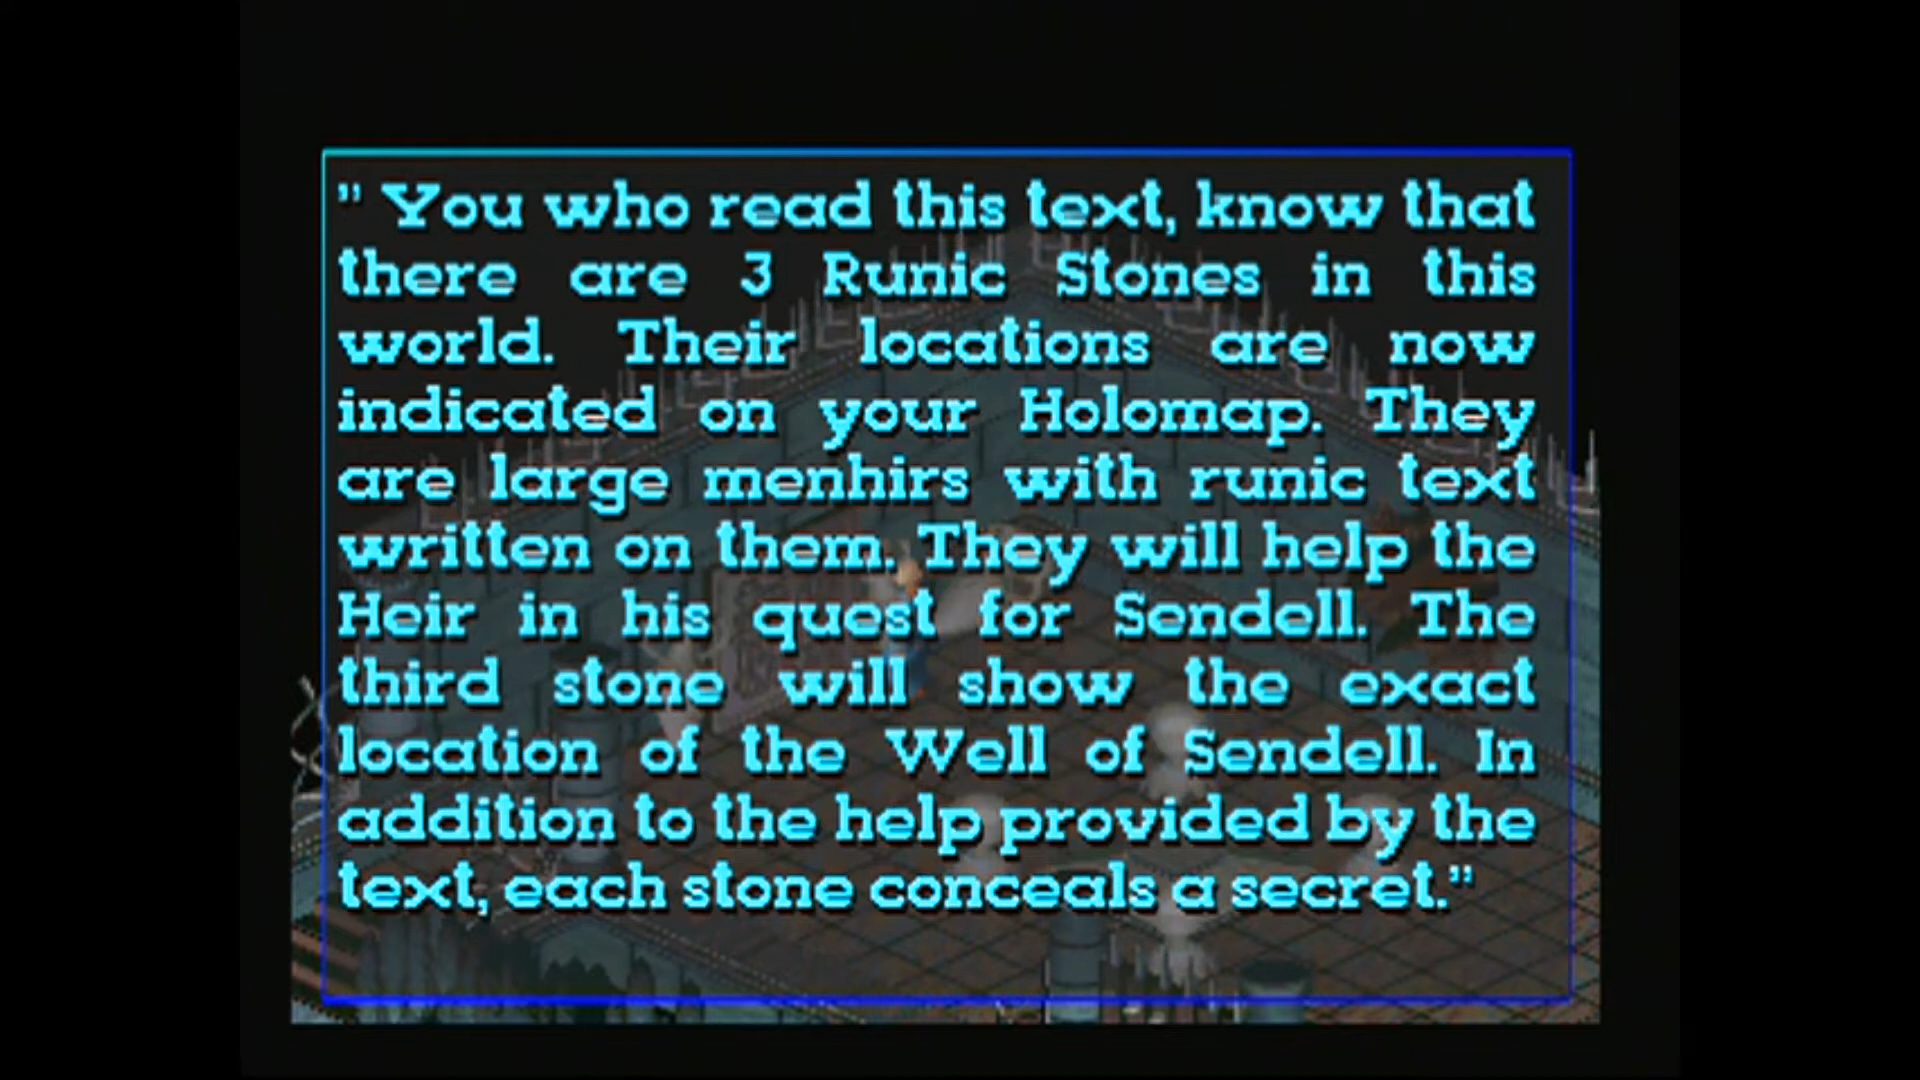 " You who read this text, know that
there are 3 Runic Stones in this
world. Their locations are now
indicated on your Holomap. They
are large menhirs with runic text
written on them. They will help the
Heir in his quest for Sendell. The
third stone will show the exact
location of the Well of Sendell. In
addition to the help provided by the
text, each stone conceals a secret."